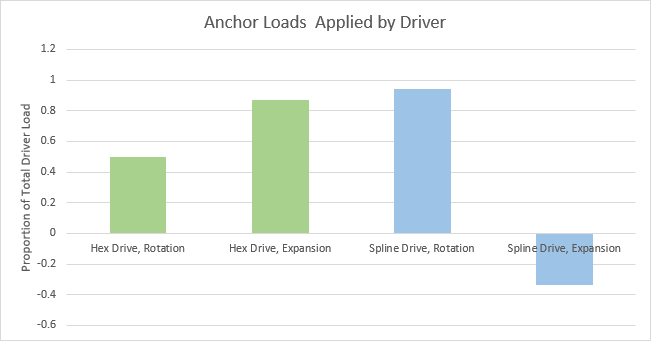 Anchor Loads  Applied by Driver
Proportion of Total Driver Load
1.2
1
0.8
0.6
0.4
0.2
0
-0.2
-0.4
-0.6
Hex Drive, Rotation
Hex Drive, Expansion
Spline Drive, Rotation
Spline Drive, Expansion